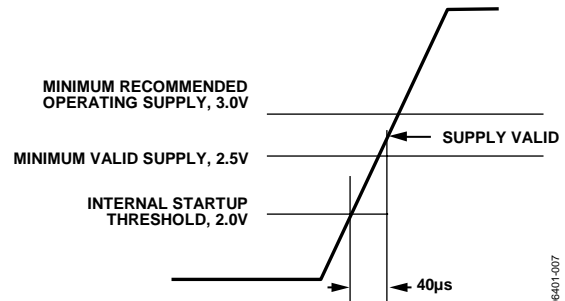 MINIMUM RECOMMENDED
OPERATING SUPPLY, 3.0V
SUPPLY VALID
MINIMUM VALID SUPPLY, 2.5V
INTERNAL STARTUP
THRESHOLD, 2.0V
40µs
6401-007